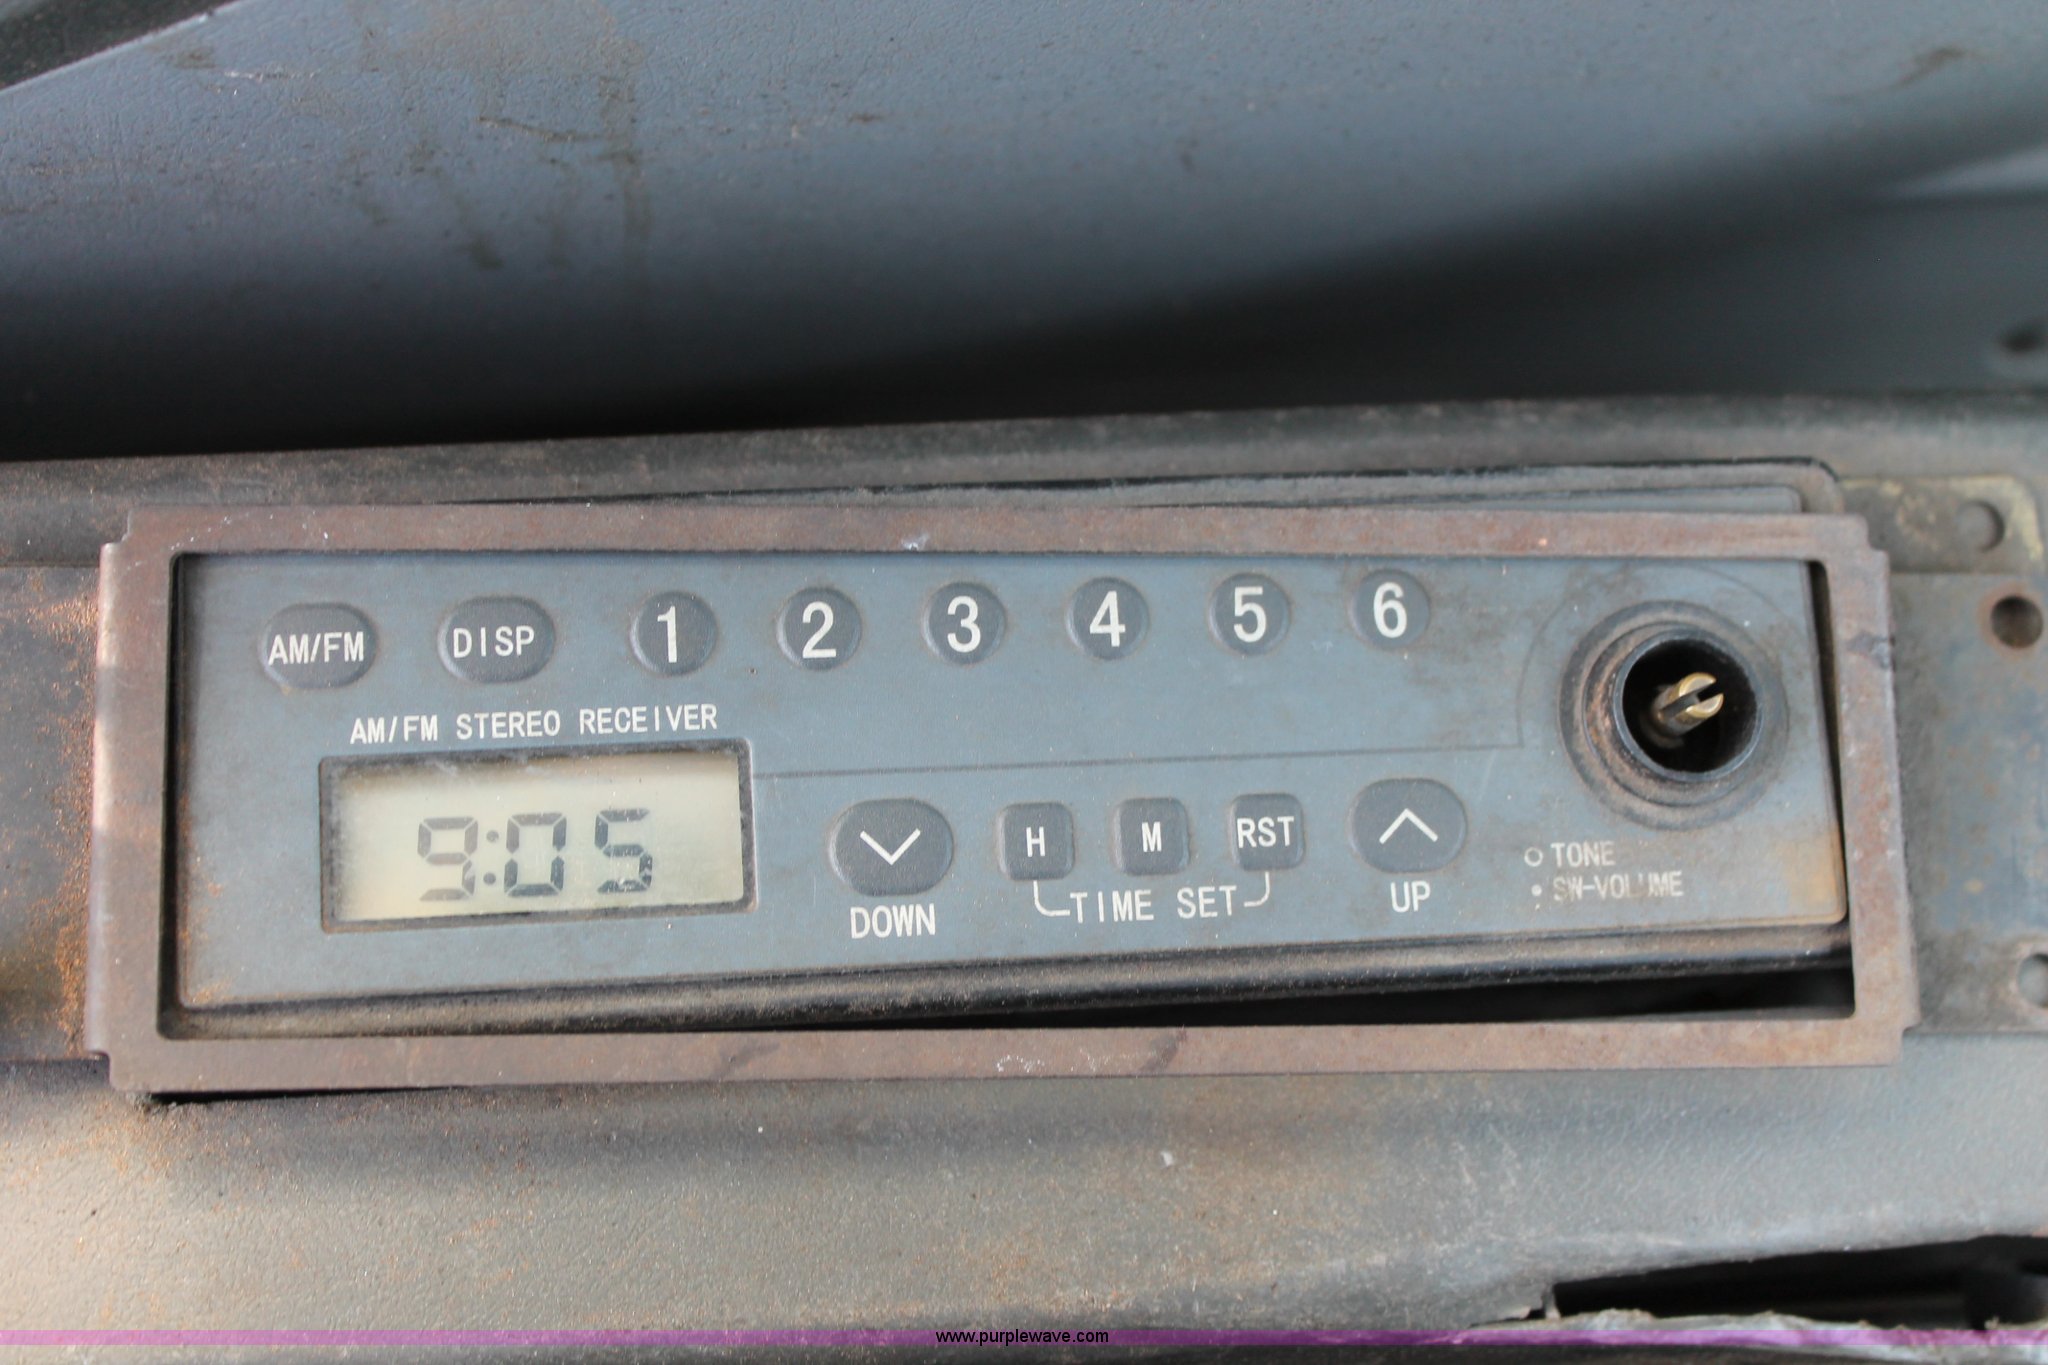 AM/FM DISP 1 2 3 4 5 6
AM/FM STEREO RECEIVER
9:05
H M RST
DOWN TIME SET UP
TONE
SW-VOLUME
www.purplewave.com